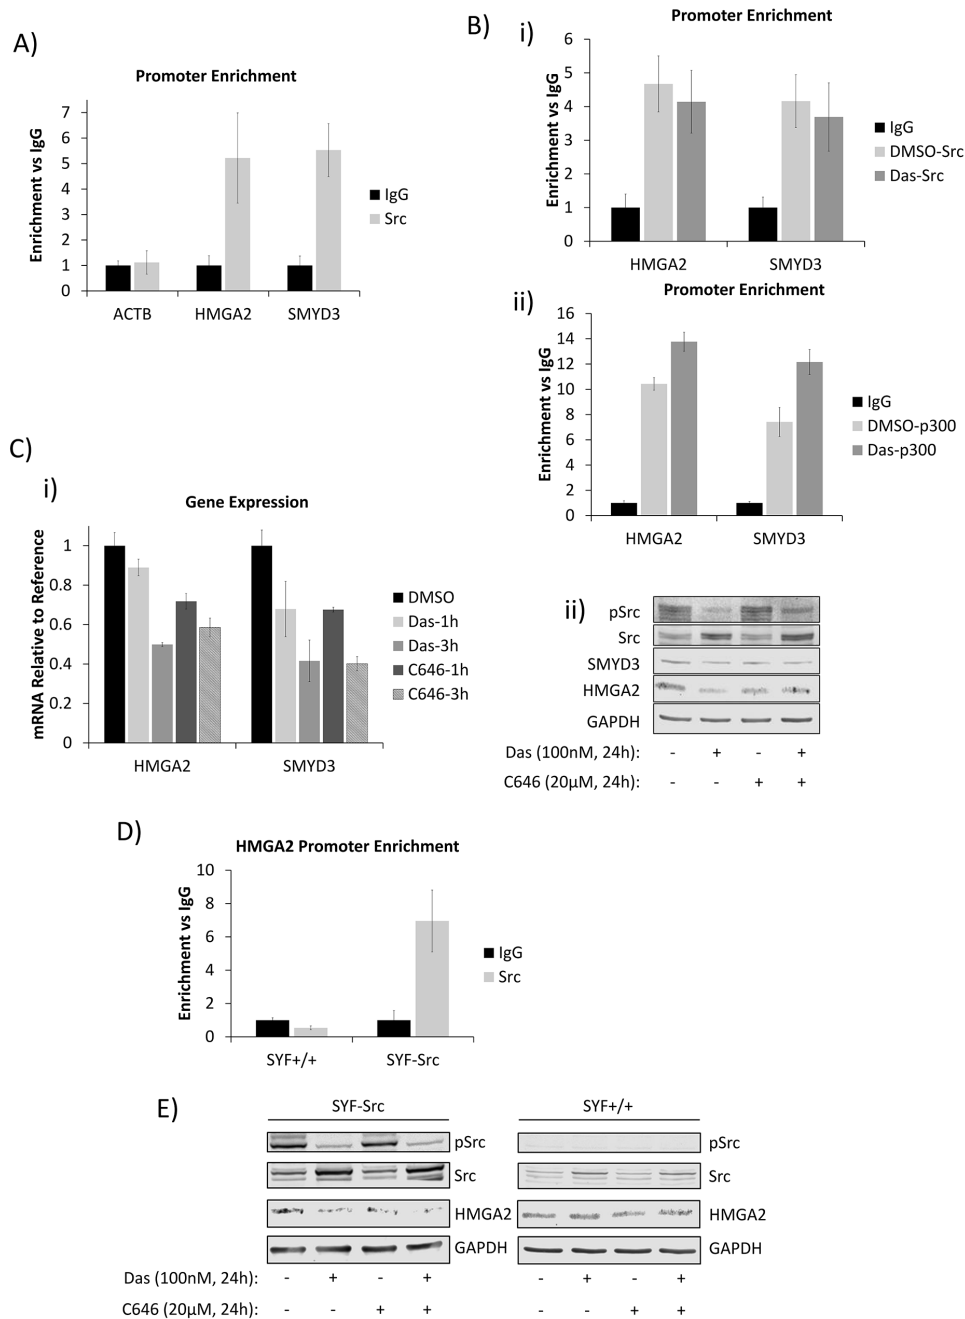 A)
Promoter Enrichment
Enrichment vs IgG
7
6
5
4
3
2
1
0
ACTB HMGA2 SMYD3
IgG
Src
B)
i)
Promoter Enrichment
Enrichment vs IgG
6
5
4
3
2
1
0
HMGA2 SMYD3
IgG
DMSO-Src
Das-Src
ii)
Promoter Enrichment
Enrichment vs IgG
16
14
12
10
8
6
4
2
0
HMGA2 SMYD3
IgG
DMSO-p300
Das-p300
C)
i)
Gene Expression
mRNA Relative to Reference
1
0.8
0.6
0.4
0.2
0
HMGA2 SMYD3
DMSO
Das-1h
Das-3h
C646-1h
C646-3h
ii)
pSrc
Src
SMYD3
HMGA2
GAPDH
Das (100nM, 24h): - + - +
C646 (20µM, 24h): - - + +
D)
HMGA2 Promoter Enrichment
Enrichment vs IgG
10
8
6
4
2
0
SYF+/+ SYF-Src
IgG
Src
E)
SYF-Src SYF+/+
pSrc pSrc
Src Src
HMGA2 HMGA2
GAPDH GAPDH
Das (100nM, 24h): - + - + - + - +
C646 (20µM, 24h): - - + + - - + +